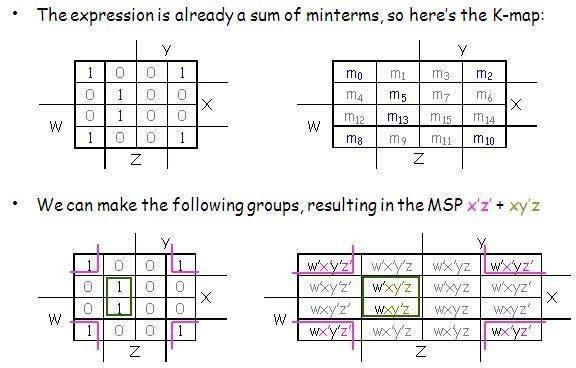 • The expression is already a sum of minterms, so here's the K-map:
Y Y
1 0 0 1 m0 m1 m3 m2
0 1 0 0 m4 m5 m7 m6
X X
0 1 0 0 m12 m13 m15 m14
W W
1 0 0 1 m8 m9 m11 m10
Z Z
• We can make the following groups, resulting in the MSP x'z' + xy'z
Y Y
1 0 0 1 w'x'y'z' w'x'y'z w'x'yz w'x'yz'
0 1 0 0 w'xy'z' w'xy'z w'xyz w'xyz'
X X
0 1 0 0 wxy'z' wxy'z wxyz wxyz'
W W
1 0 0 1 wx'y'z' wx'y'z wx'yz wx'yz'
Z Z